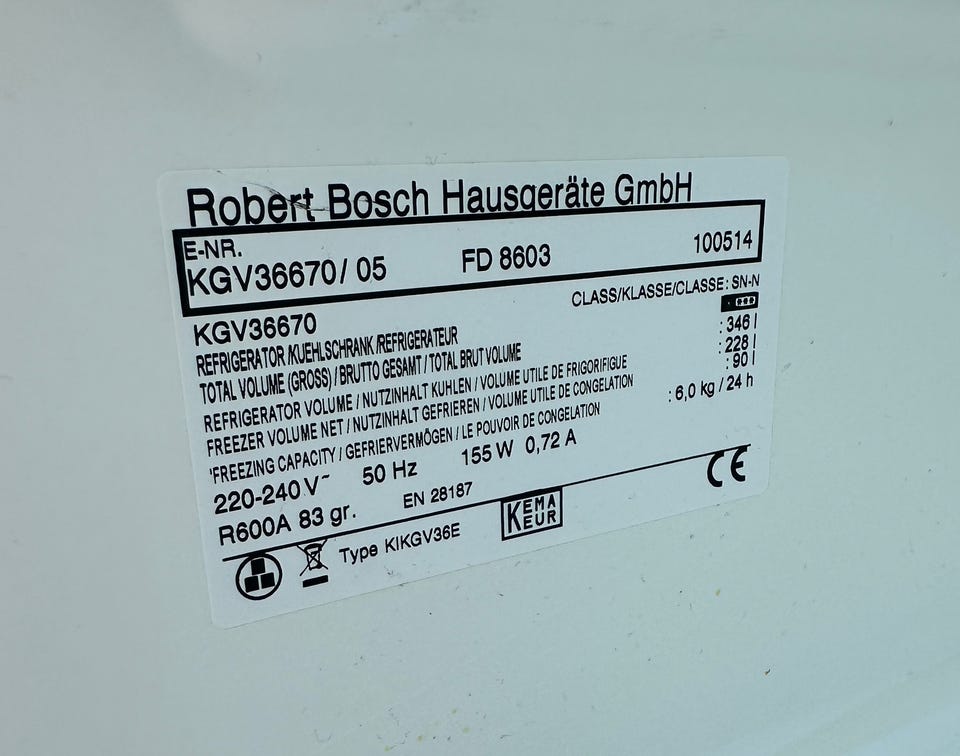 Robert Bosch Hausgeräte GmbH
E-NR.
KGV36670/ 05 FD 8603 100514
KGV36670 CLASS/KLASSE/CLASSE: SN-N
REFRIGERATOR /KUEHLSCHRANK /REFRIGERATEUR
TOTAL VOLUME (GROSS) / BRUTTO GESAMT / TOTAL BRUT VOLUME : 346 l
REFRIGERATOR VOLUME / NUTZINHALT KUHLEN / VOLUME UTILE DE FRIGORIFIQUE : 228 l
FREEZER VOLUME NET / NUTZINHALT GEFRIEREN / VOLUME UTILE DE CONGELATION : 90 l
'FREEZING CAPACITY / GEFRIERVERMÖGEN / LE POUVOIR DE CONGELATION : 6,0 kg / 24 h
220-240 V~ 50 Hz 155 W 0,72 A
R600A 83 gr. EN 28187
CE
Type KIKGV36E
KEMA
EUR